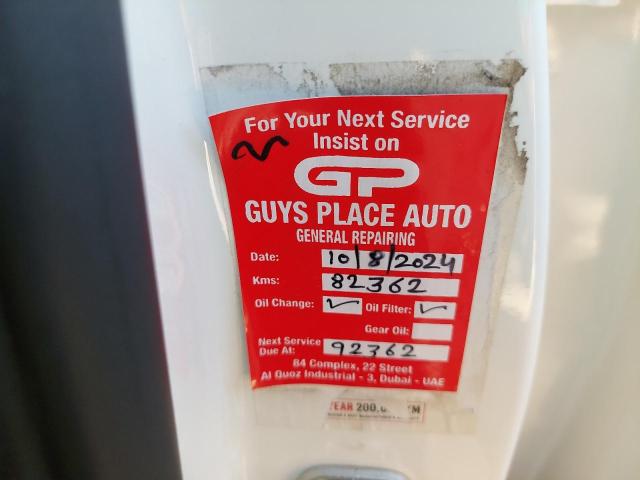 For Your Next Service
Insist on
GP
GUYS PLACE AUTO
GENERAL REPAIRING
Date: 10/8/2024
Kms: 82362
Oil Change: ✓ Oil Filter: ✓
Gear Oil:
Next Service
Due At: 92362
84 Complex, 22 Street
Al Quoz Industrial - 3, Dubai - UAE
YEAR 200,